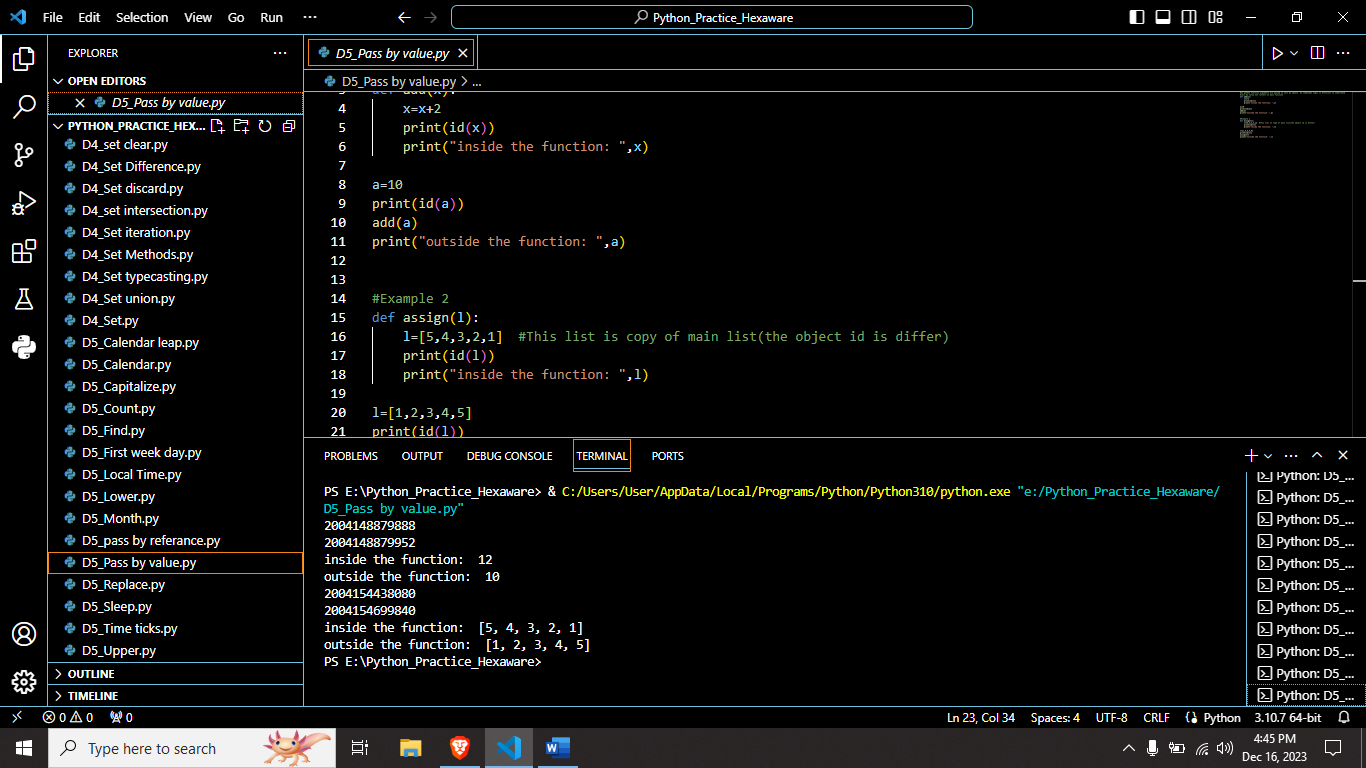 File Edit Selection View Go Run ··· Python_Practice_Hexaware
EXPLORER
OPEN EDITORS
D5_Pass by value.py
PYTHON_PRACTICE_HEX...
D4_set clear.py
D4_Set Difference.py
D4_Set discard.py
D4_set intersection.py
D4_Set iteration.py
D4_Set Methods.py
D4_Set typecasting.py
D4_Set union.py
D4_Set.py
D5_Calendar leap.py
D5_Calendar.py
D5_Capitalize.py
D5_Count.py
D5_Find.py
D5_First week day.py
D5_Local Time.py
D5_Lower.py
D5_Month.py
D5_pass by referance.py
D5_Pass by value.py
D5_Replace.py
D5_Sleep.py
D5_Time ticks.py
D5_Upper.py
OUTLINE
TIMELINE
D5_Pass by value.py
D5_Pass by value.py > ...
3 def add(x):
4 x=x+2
5 print(id(x))
6 print("inside the function: ",x)
7
8 a=10
9 print(id(a))
10 add(a)
11 print("outside the function: ",a)
12
13
14 #Example 2
15 def assign(l):
16 l=[5,4,3,2,1]  #This list is copy of main list(the object id is differ)
17 print(id(l))
18 print("inside the function: ",l)
19
20 l=[1,2,3,4,5]
21 print(id(l))
PROBLEMS OUTPUT DEBUG CONSOLE TERMINAL PORTS
PS E:\Python_Practice_Hexaware> & C:/Users/User/AppData/Local/Programs/Python/Python310/python.exe "e:/Python_Practice_Hexaware/
D5_Pass by value.py"
2004148879888
2004148879952
inside the function:  12
outside the function:  10
2004154438080
2004154699840
inside the function:  [5, 4, 3, 2, 1]
outside the function:  [1, 2, 3, 4, 5]
PS E:\Python_Practice_Hexaware>
Python: D5_...
Python: D5_...
Python: D5_...
Python: D5_...
Python: D5_...
Python: D5_...
Python: D5_...
Python: D5_...
Python: D5_...
Python: D5_...
Python: D5_...
0 0 0 Ln 23, Col 34 Spaces: 4 UTF-8 CRLF Python 3.10.7 64-bit
Type here to search
4:45 PM
Dec 16, 2023